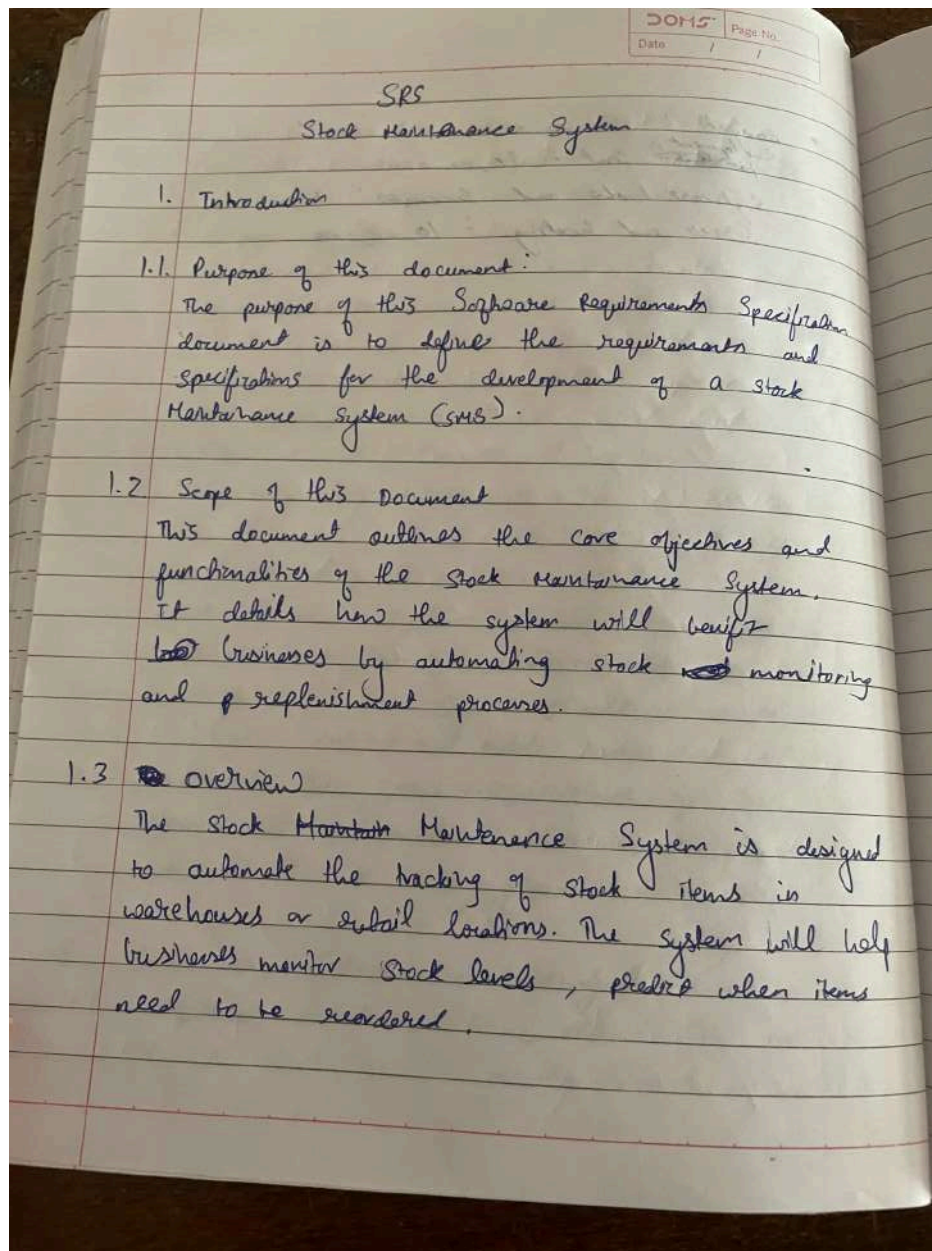 DOMS
Page No.
Date / /
SRS
Stock Maintenance System
1. Introduction
1.1. Purpose of this document:
The purpose of this Software Requirements Specification
document is to define the requirements and
specifications for the development of a stock
Maintanance System (SMS).
1.2 Scope of this Document
This document outlines the core objectives and
functionalities of the Stock Maintainance System.
It details how the system will benifit
businesses by automating stock monitoring
and replenishment processes.
1.3 overview
The Stock Maintain Maintenence System is designed
to automate the tracking of stock items in
warehouses or retail locations. The system will help
businesses monitor Stock levels, predict when items
need to be reordered.